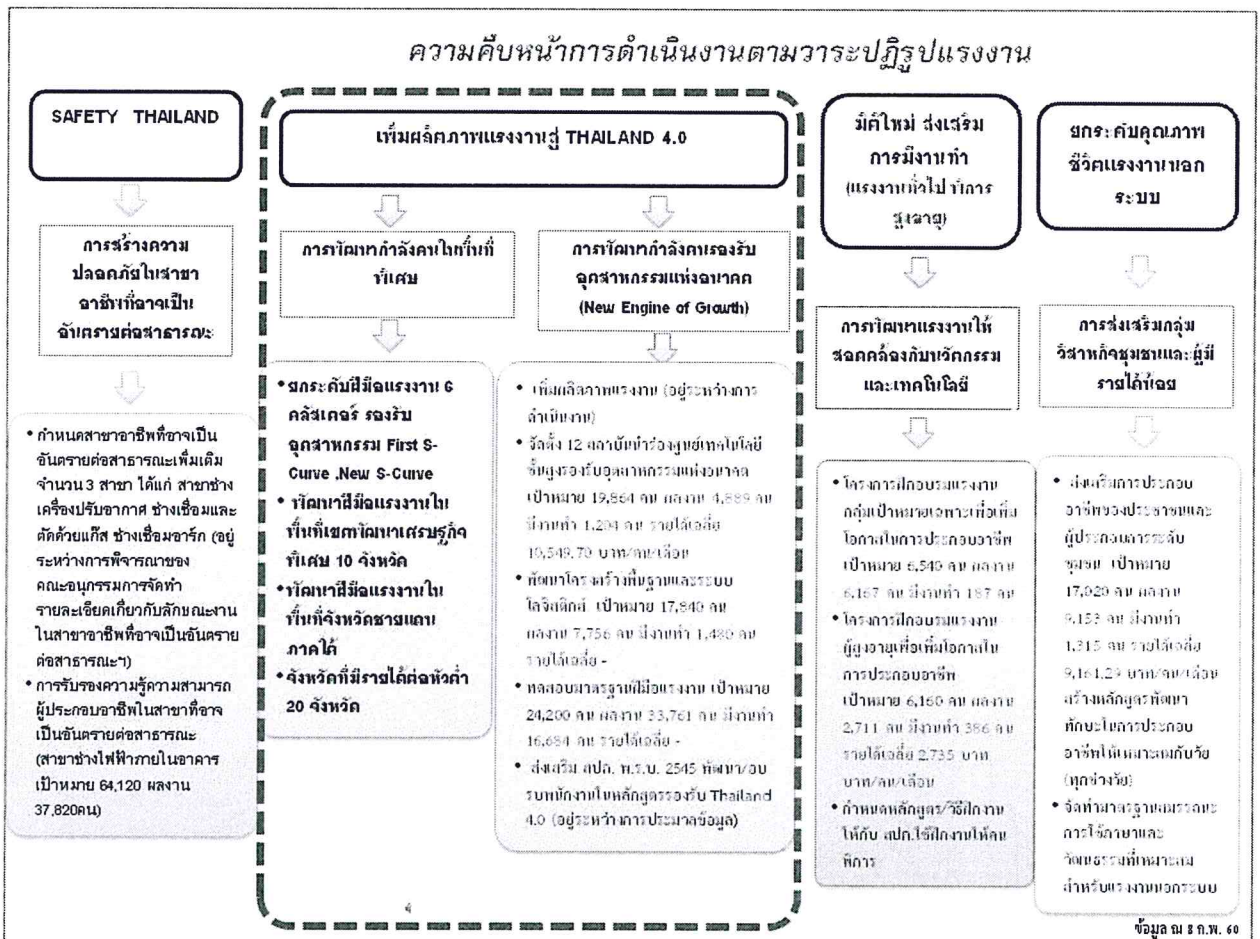 ความคืบหน้าการดำเนินงานตามวาระปฏิรูปแรงงาน
SAFETY THAILAND
การสร้างความ
ปลอดภัยในสาขา
อาชีพที่อาจเป็น
อันตรายต่อสาธารณะ
• กำหนดสาขาอาชีพที่อาจเป็น
อันตรายต่อสาธารณะเพิ่มเติม
จำนวน 3 สาขา ได้แก่ สาขาช่าง
เครื่องปรับอากาศ ช่างเชื่อมและ
ตัดด้วยแก๊ส ช่างเชื่อมอาร์ก (อยู่
ระหว่างการพิจารณาของ
คณะอนุกรรมการจัดทำ
รายละเอียดเกี่ยวกับลักษณะงาน
ในสาขาอาชีพที่อาจเป็นอันตราย
ต่อสาธารณะฯ)
• การรับรองความรู้ความสามารถ
ผู้ประกอบอาชีพในสาขาที่อาจ
เป็นอันตรายต่อสาธารณะ
(สาขาช่างไฟฟ้าภายในอาคาร
เป้าหมาย 64,120 ผลงาน
37,820คน)
เพิ่มผลิตภาพแรงงานสู่ THAILAND 4.0
การพัฒนากำลังคนในพื้นที่
พิเศษ
• ยกระดับฝีมือแรงงาน 6
คลัสเตอร์ รองรับ
อุตสาหกรรม First S-
Curve ,New S-Curve
• พัฒนาฝีมือแรงงานใน
พื้นที่เขตพัฒนาเศรษฐกิจ
พิเศษ 10 จังหวัด
• พัฒนาฝีมือแรงงานใน
พื้นที่จังหวัดชายแดน
ภาคใต้
• จังหวัดที่มีรายได้ต่อหัวต่ำ
20 จังหวัด
การพัฒนากำลังคนรองรับ
อุตสาหกรรมแห่งอนาคต
(New Engine of Growth)
• เพิ่มผลิตภาพแรงงาน (อยู่ระหว่างการ
ดำเนินงาน)
• จัดตั้ง 12 สถาบันนำร่องศูนย์เทคโนโลยี
ชั้นสูงรองรับอุตสาหกรรมแห่งอนาคต
เป้าหมาย 19,864 คน ผลงาน 4,889 คน
มีงานทำ 1,204 คน รายได้เฉลี่ย
10,549.70 บาท/คน/เดือน
• พัฒนาโครงสร้างพื้นฐานและระบบ
โลจิสติกส์ เป้าหมาย 17,840 คน
ผลงาน 7,756 คน มีงานทำ 1,480 คน
รายได้เฉลี่ย -
• ทดสอบมาตรฐานฝีมือแรงงาน เป้าหมาย
24,200 คน ผลงาน 33,761 คน มีงานทำ
16,684 คน รายได้เฉลี่ย -
• ส่งเสริม สปก. พ.ร.บ. 2545 พัฒนา/อบ
รบพนักงานในหลักสูตรรองรับ Thailand
4.0 (อยู่ระหว่างการประมวลข้อมูล)
4
มิติใหม่ ส่งเสริม
การมีงานทำ
(แรงงานทั่วไป พิการ
สูงอายุ)
การพัฒนาแรงงานให้
สอดคล้องกับนวัตกรรม
และเทคโนโลยี
• โครงการฝึกอบรมแรงงาน
กลุ่มเป้าหมายเฉพาะเพื่อเพิ่ม
โอกาสในการประกอบอาชีพ
เป้าหมาย 6,540 คน ผลงาน
6,167 คน มีงานทำ 187 คน
• โครงการฝึกอบรมแรงงาน
ผู้สูงอายุเพื่อเพิ่มโอกาสใน
การประกอบอาชีพ
เป้าหมาย 6,160 คน ผลงาน
2,711 คน มีงานทำ 386 คน
รายได้เฉลี่ย 2,735 บาท
บาท/คน/เดือน
• กำหนดหลักสูตร/วิธีฝึกงาน
ให้กับ สปก.ใช้ฝึกงานให้คน
พิการ
ยกระดับคุณภาพ
ชีวิตแรงงานนอก
ระบบ
การส่งเสริมกลุ่ม
วิสาหกิจชุมชนและผู้มี
รายได้น้อย
• ส่งเสริมการประกอบ
อาชีพของประชาชนและ
ผู้ประกอบการระดับ
ชุมชน เป้าหมาย
17,020 คน ผลงาน
9,153 คน มีงานทำ
1,315 คน รายได้เฉลี่ย
9,161.29 บาท/คน/เดือน
สร้างหลักสูตรพัฒนา
ทักษะในการประกอบ
อาชีพให้เหมาะสมกับวัย
(ทุกช่วงวัย)
• จัดทำมาตรฐานสมรรถนะ
การใช้ภาษาและ
วัฒนธรรมที่เหมาะสม
สำหรับแรงงานนอกระบบ
ข้อมูล ณ 8 ก.พ. 60